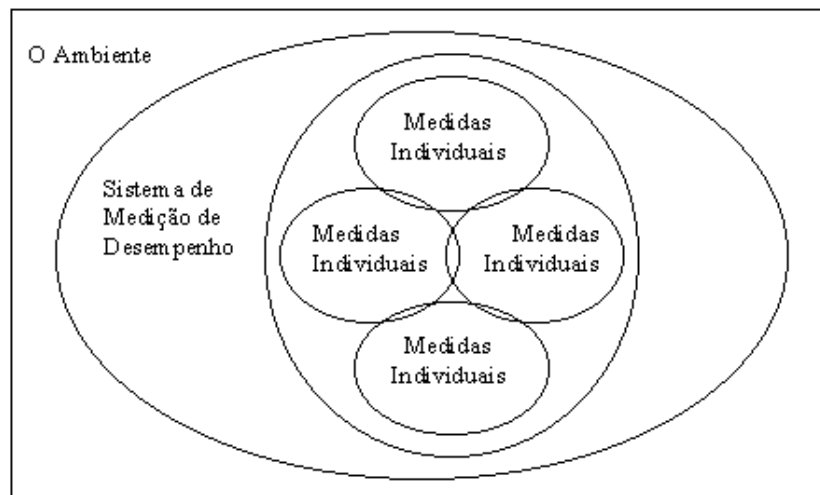 O Ambiente
Medidas
Individuais
Sistema de
Medição de
Desempenho
Medidas
Individuais
Medidas
Individuais
Medidas
Individuais